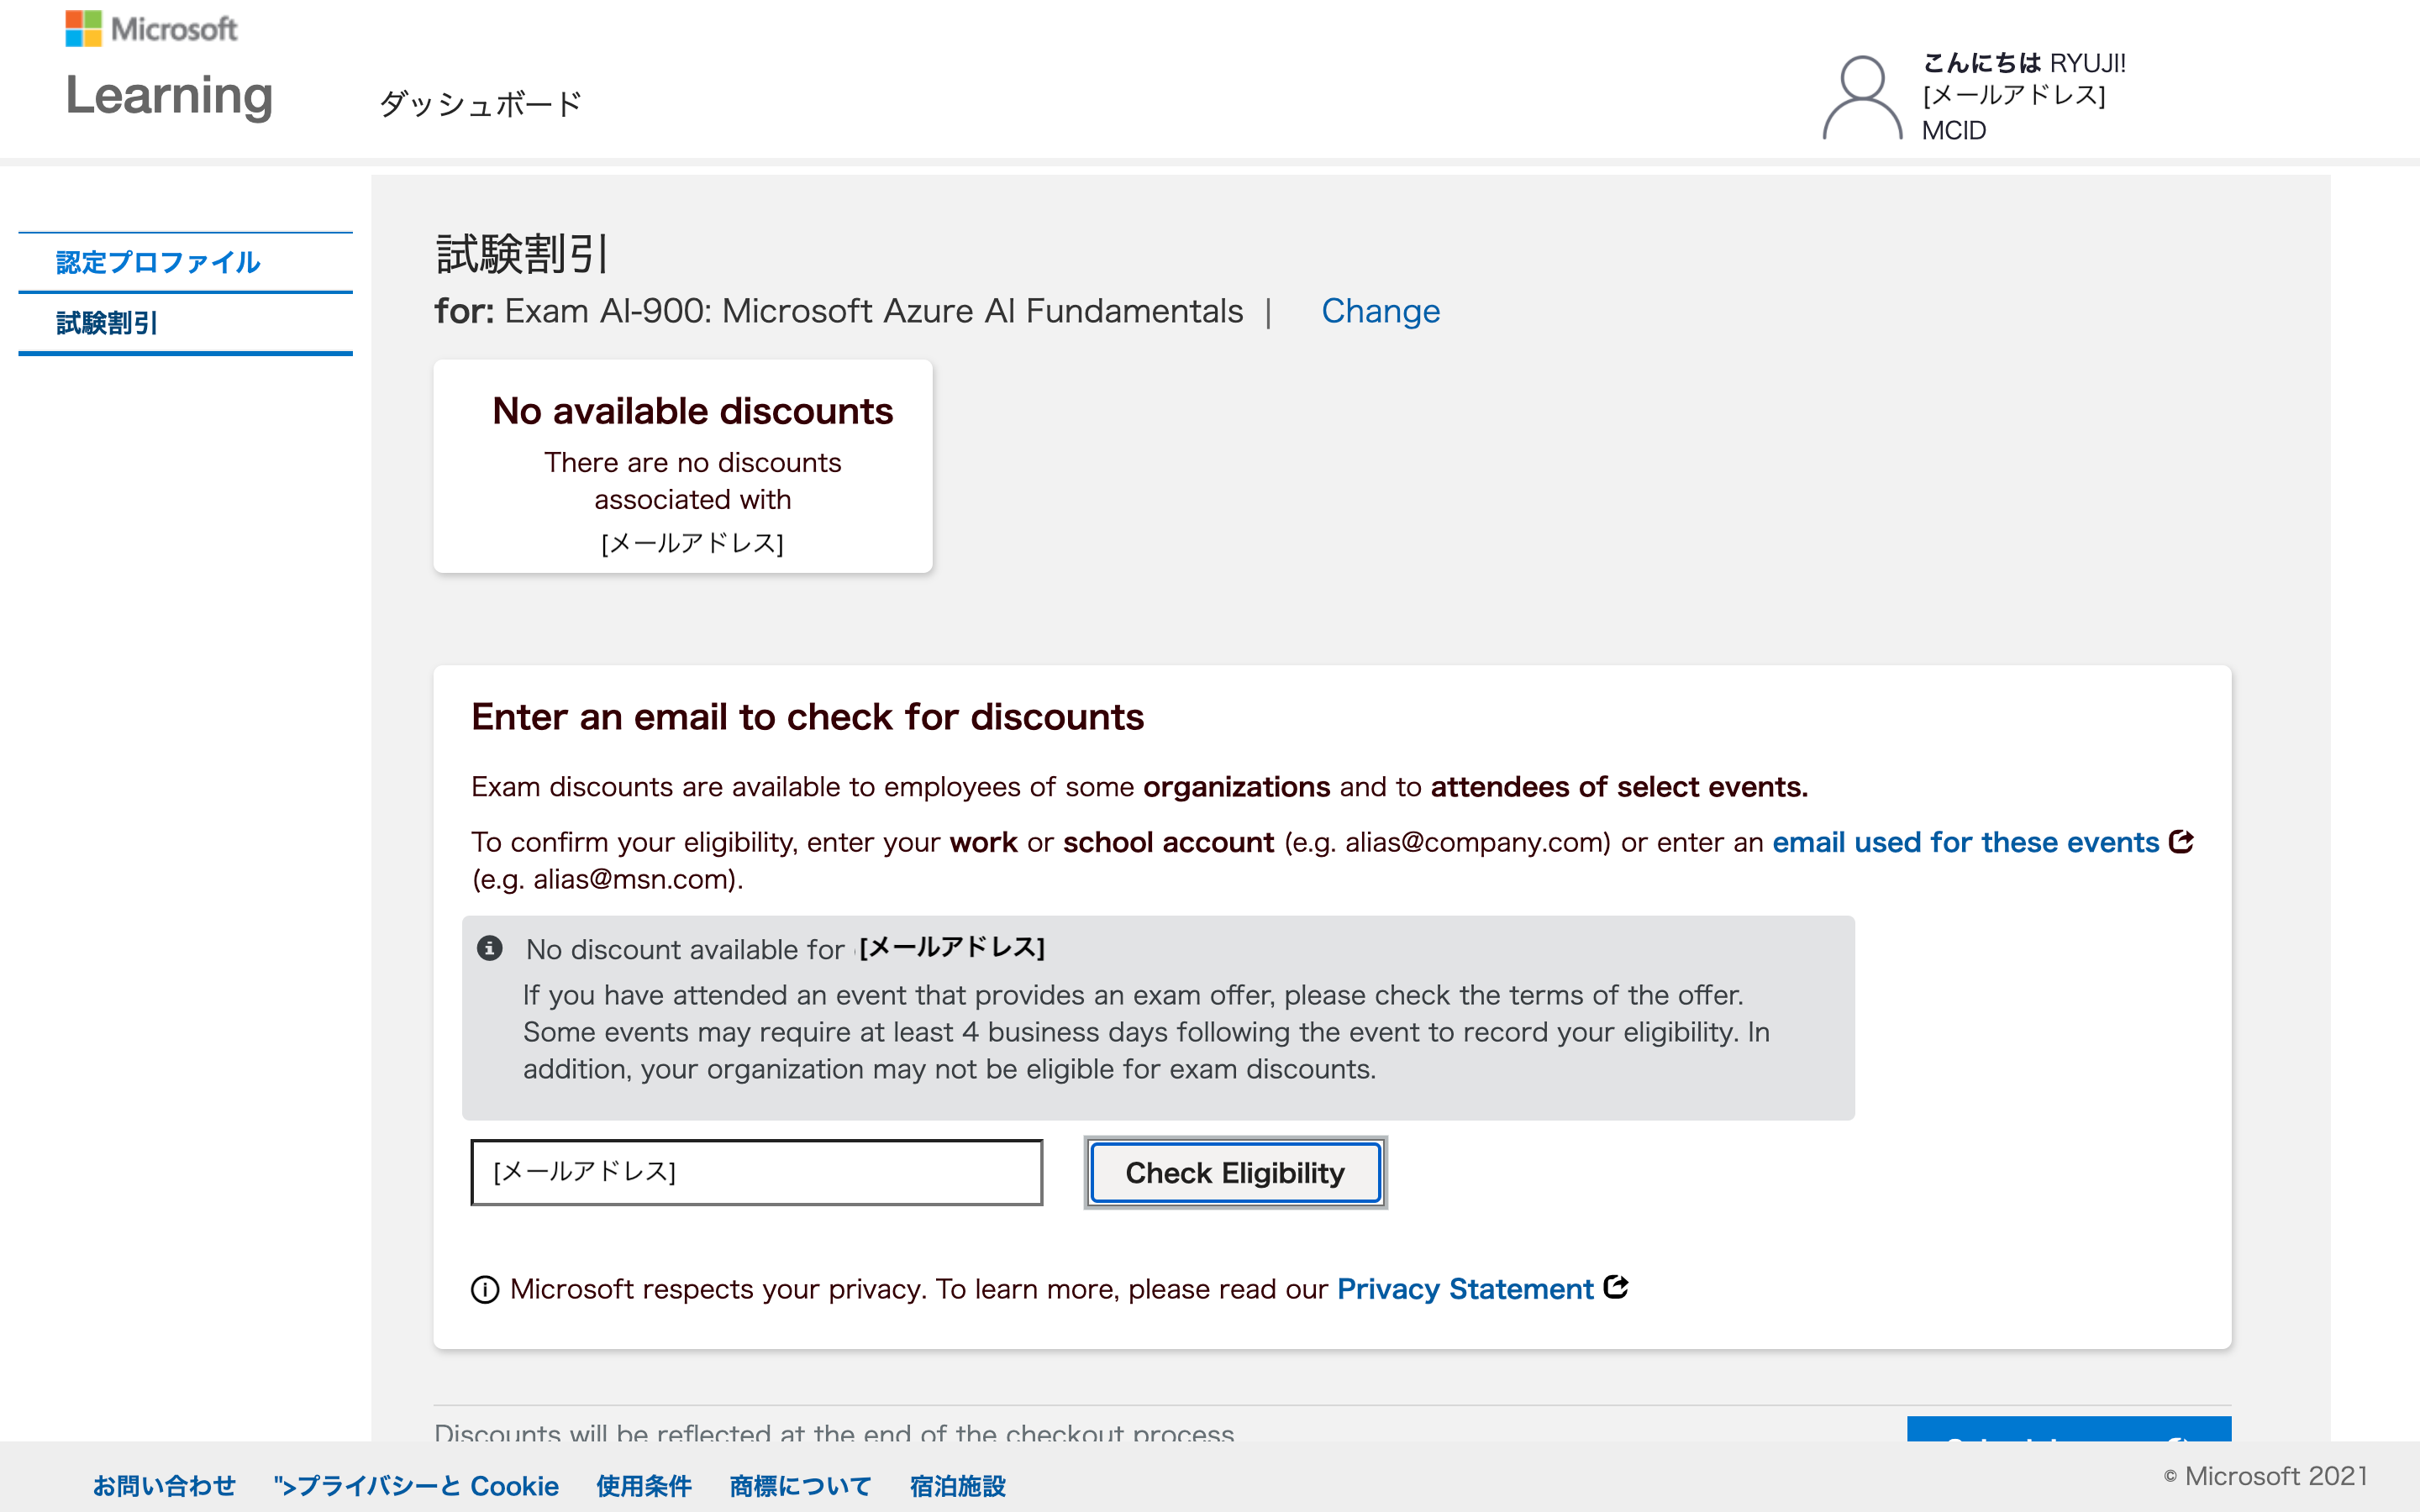 Microsoft
Learning
ダッシュボード
こんにちは RYUJI!
[メールアドレス]
MCID
認定プロファイル
試験割引
試験割引
for: Exam AI-900: Microsoft Azure AI Fundamentals | Change
No available discounts
There are no discounts
associated with
[メールアドレス]
Enter an email to check for discounts
Exam discounts are available to employees of some organizations and to attendees of select events.
To confirm your eligibility, enter your work or school account (e.g. alias@company.com) or enter an email used for these events
(e.g. alias@msn.com).
No discount available for [メールアドレス]
If you have attended an event that provides an exam offer, please check the terms of the offer.
Some events may require at least 4 business days following the event to record your eligibility. In
addition, your organization may not be eligible for exam discounts.
[メールアドレス]
Check Eligibility
Microsoft respects your privacy. To learn more, please read our Privacy Statement
Discounts will be reflected at the end of the checkout process
お問い合わせ ">プライバシーと Cookie 使用条件 商標について 宿泊施設
© Microsoft 2021